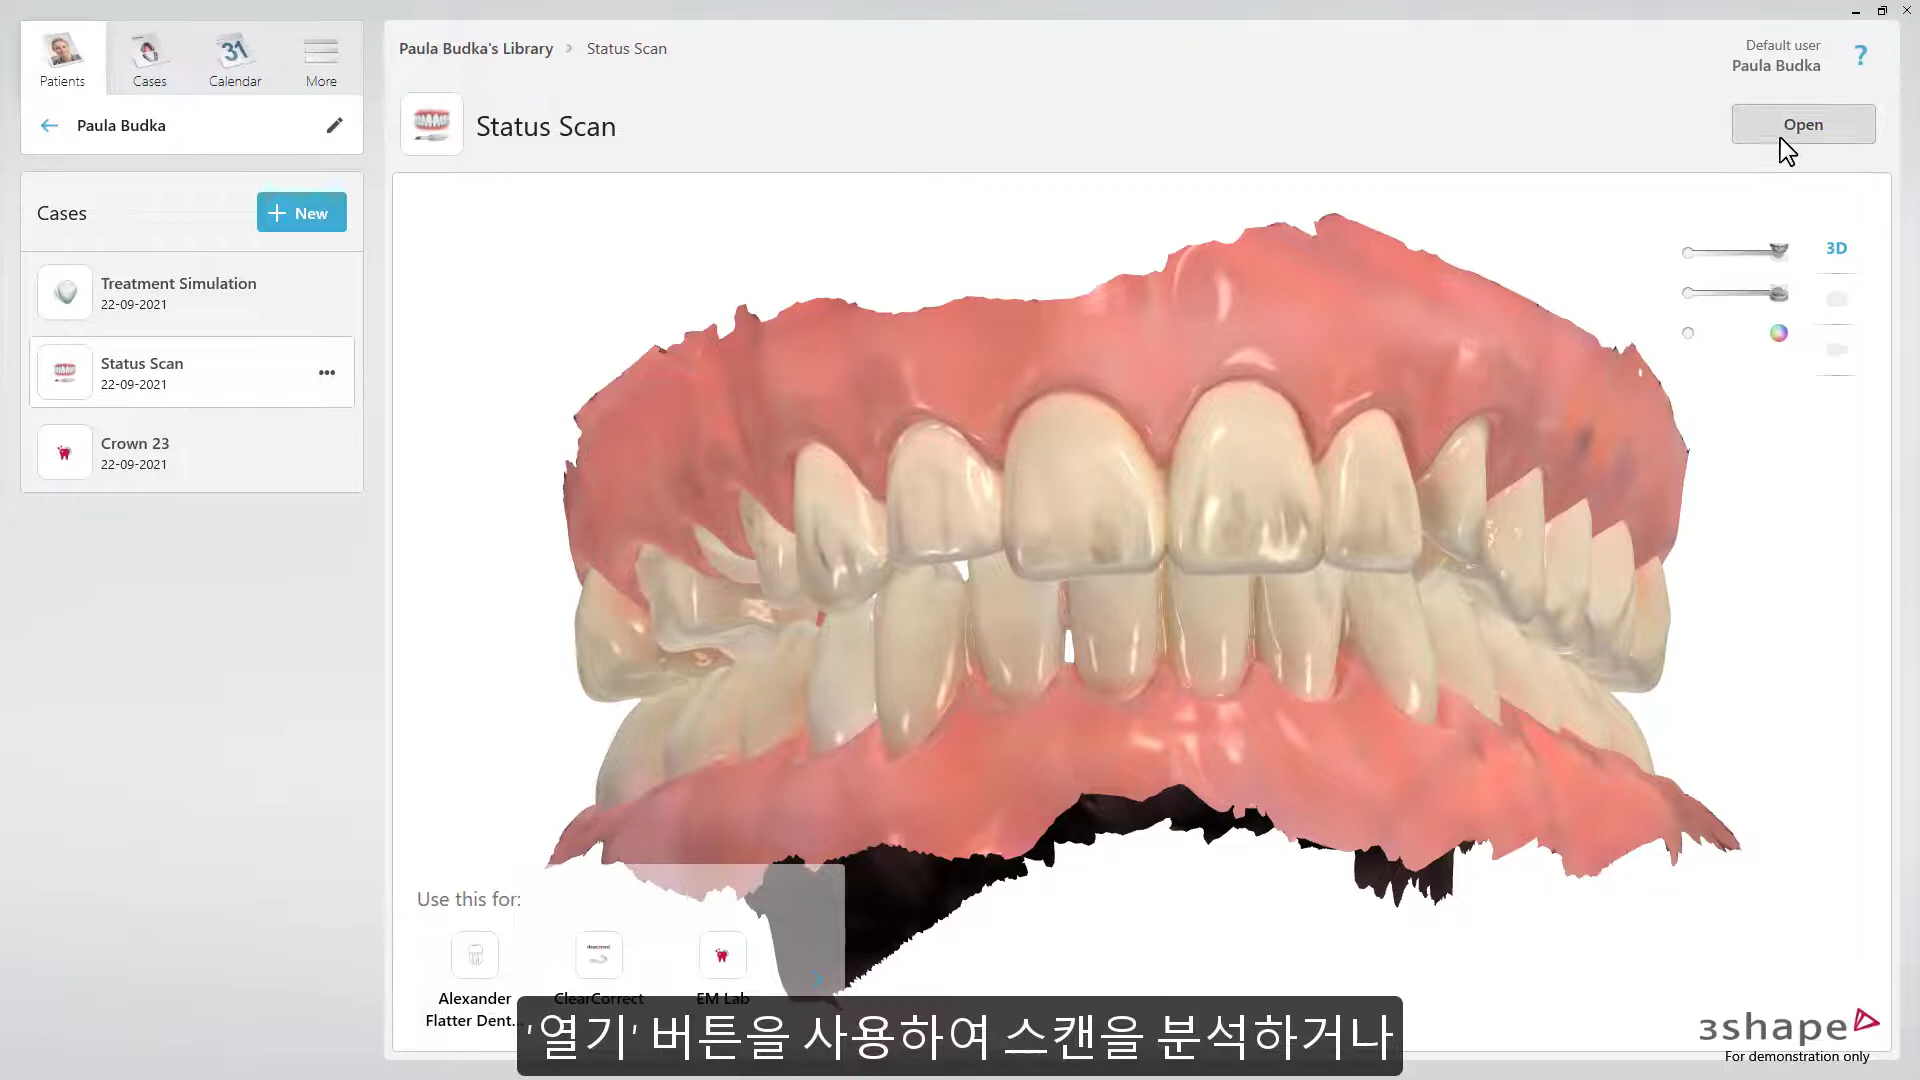 Patients
Cases
Calendar
31
More
Paula Budka
Cases
New
Treatment Simulation
22-09-2021
Status Scan
22-09-2021
Crown 23
22-09-2021
Paula Budka's Library > Status Scan
Default user
Paula Budka
?
Status Scan
Open
3D
Use this for:
Alexander
Flatter Dent...
ClearCorrect
EM Lab
'열기' 버튼을 사용하여 스캔을 분석하거나
3shape
For demonstration only